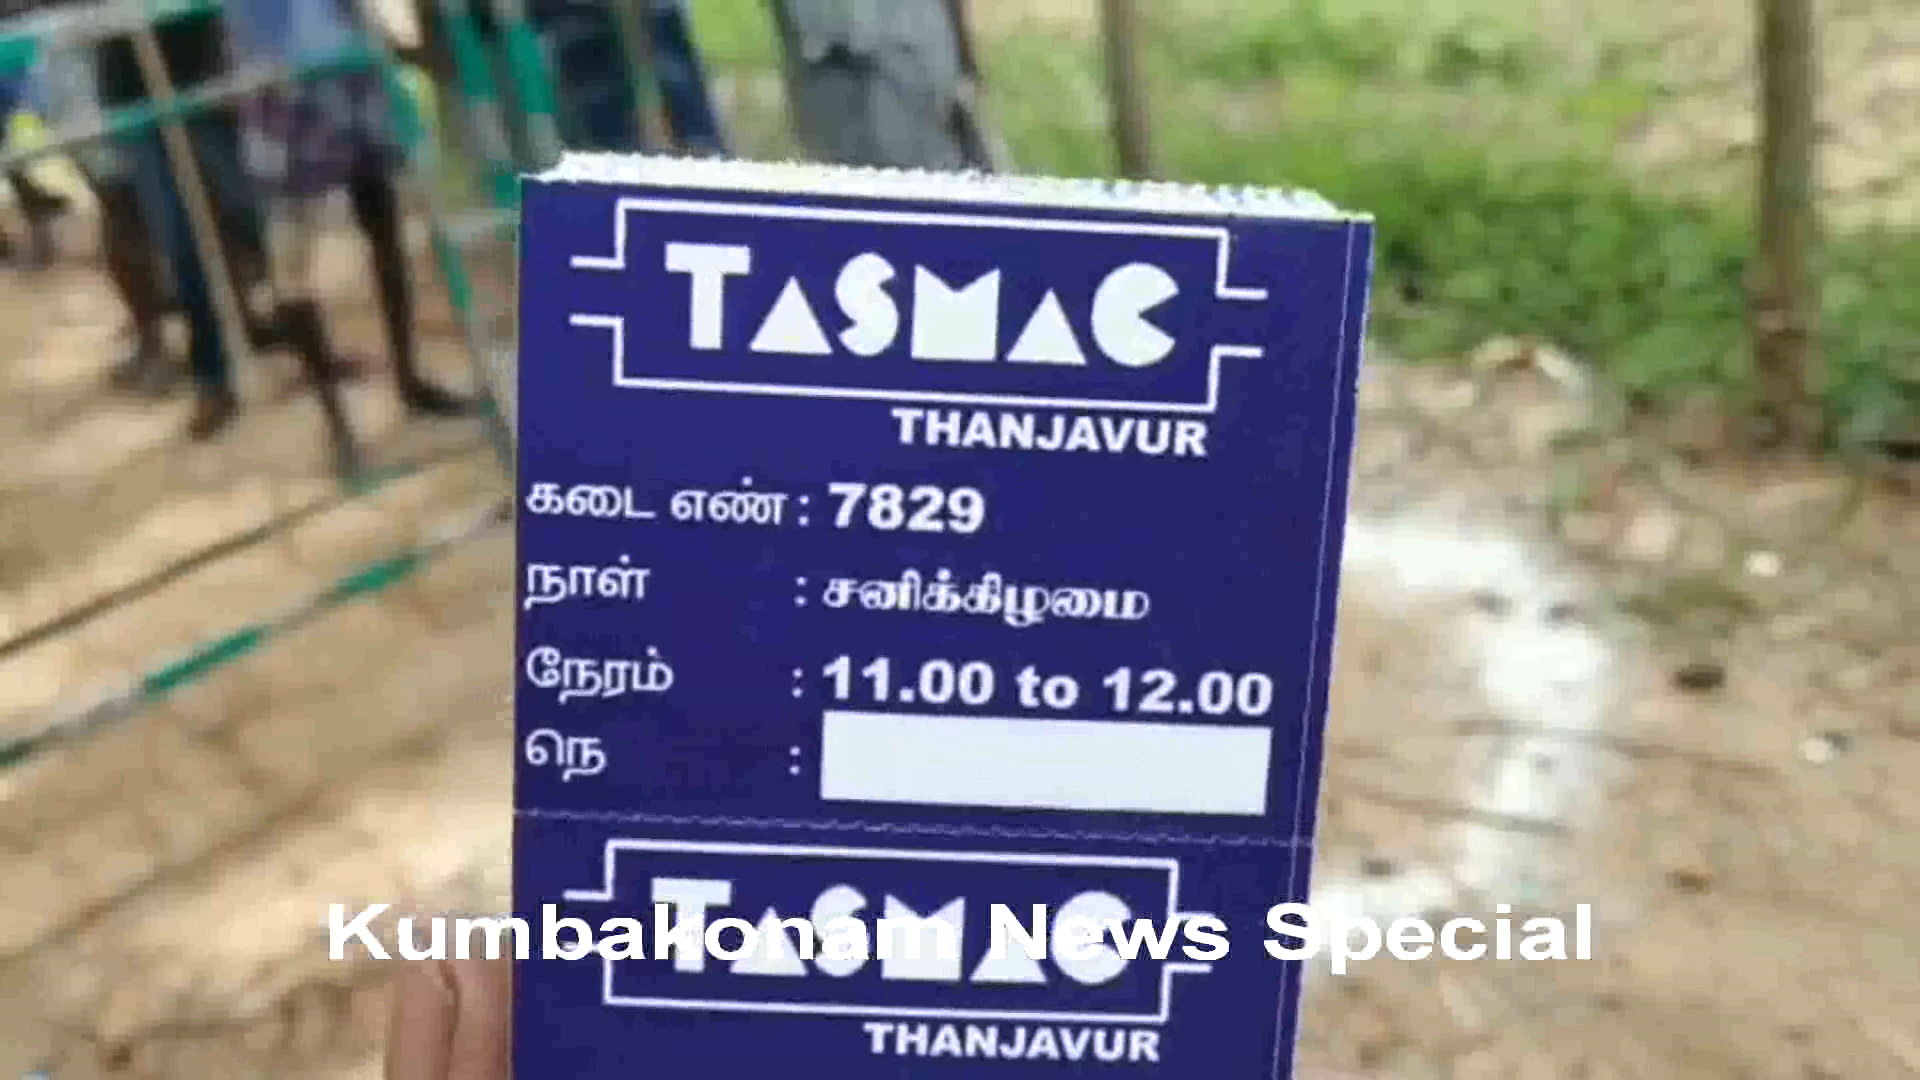 TASMAC
THANJAVUR
கடை எண் : 7829
நாள் : சனிக்கிழமை
நேரம் : 11.00 to 12.00
நெ :
TASMAC
Kumbakonam News Special
THANJAVUR